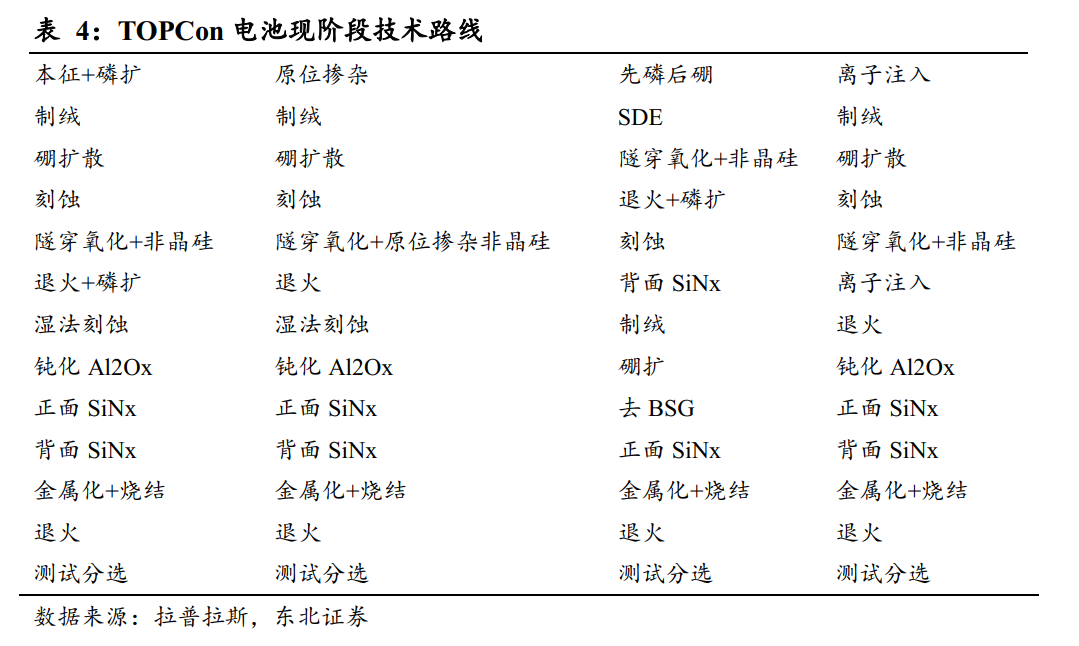 表 4：TOPCon 电池现阶段技术路线
本征+磷扩 原位掺杂 先磷后硼 离子注入
制绒 制绒 SDE 制绒
硼扩散 硼扩散 隧穿氧化+非晶硅 硼扩散
刻蚀 刻蚀 退火+磷扩 刻蚀
隧穿氧化+非晶硅 隧穿氧化+原位掺杂非晶硅 刻蚀 隧穿氧化+非晶硅
退火+磷扩 退火 背面 SiNx 离子注入
湿法刻蚀 湿法刻蚀 制绒 退火
钝化 Al2Ox 钝化 Al2Ox 硼扩 钝化 Al2Ox
正面 SiNx 正面 SiNx 去 BSG 正面 SiNx
背面 SiNx 背面 SiNx 正面 SiNx 背面 SiNx
金属化+烧结 金属化+烧结 金属化+烧结 金属化+烧结
退火 退火 退火 退火
测试分选 测试分选 测试分选 测试分选
数据来源：拉普拉斯，东北证券